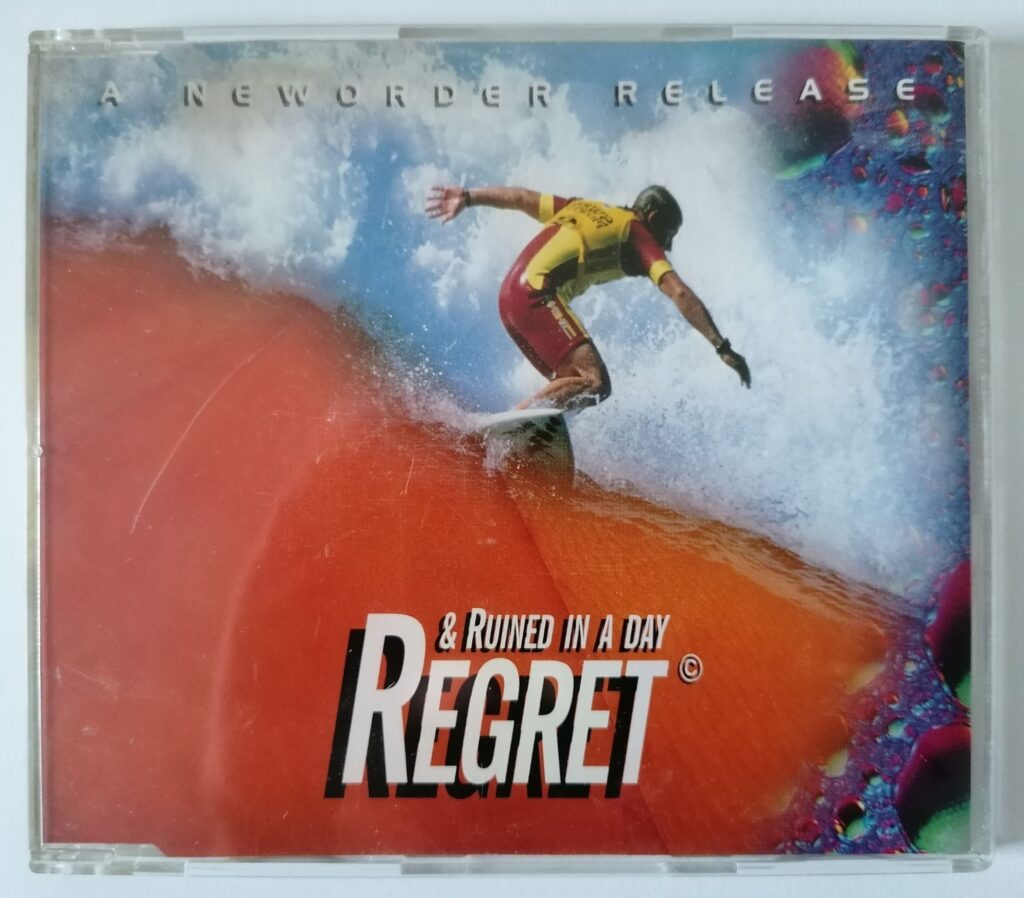 A NEWORDER RELEASE
& RUINED IN A DAY
REGRET ©